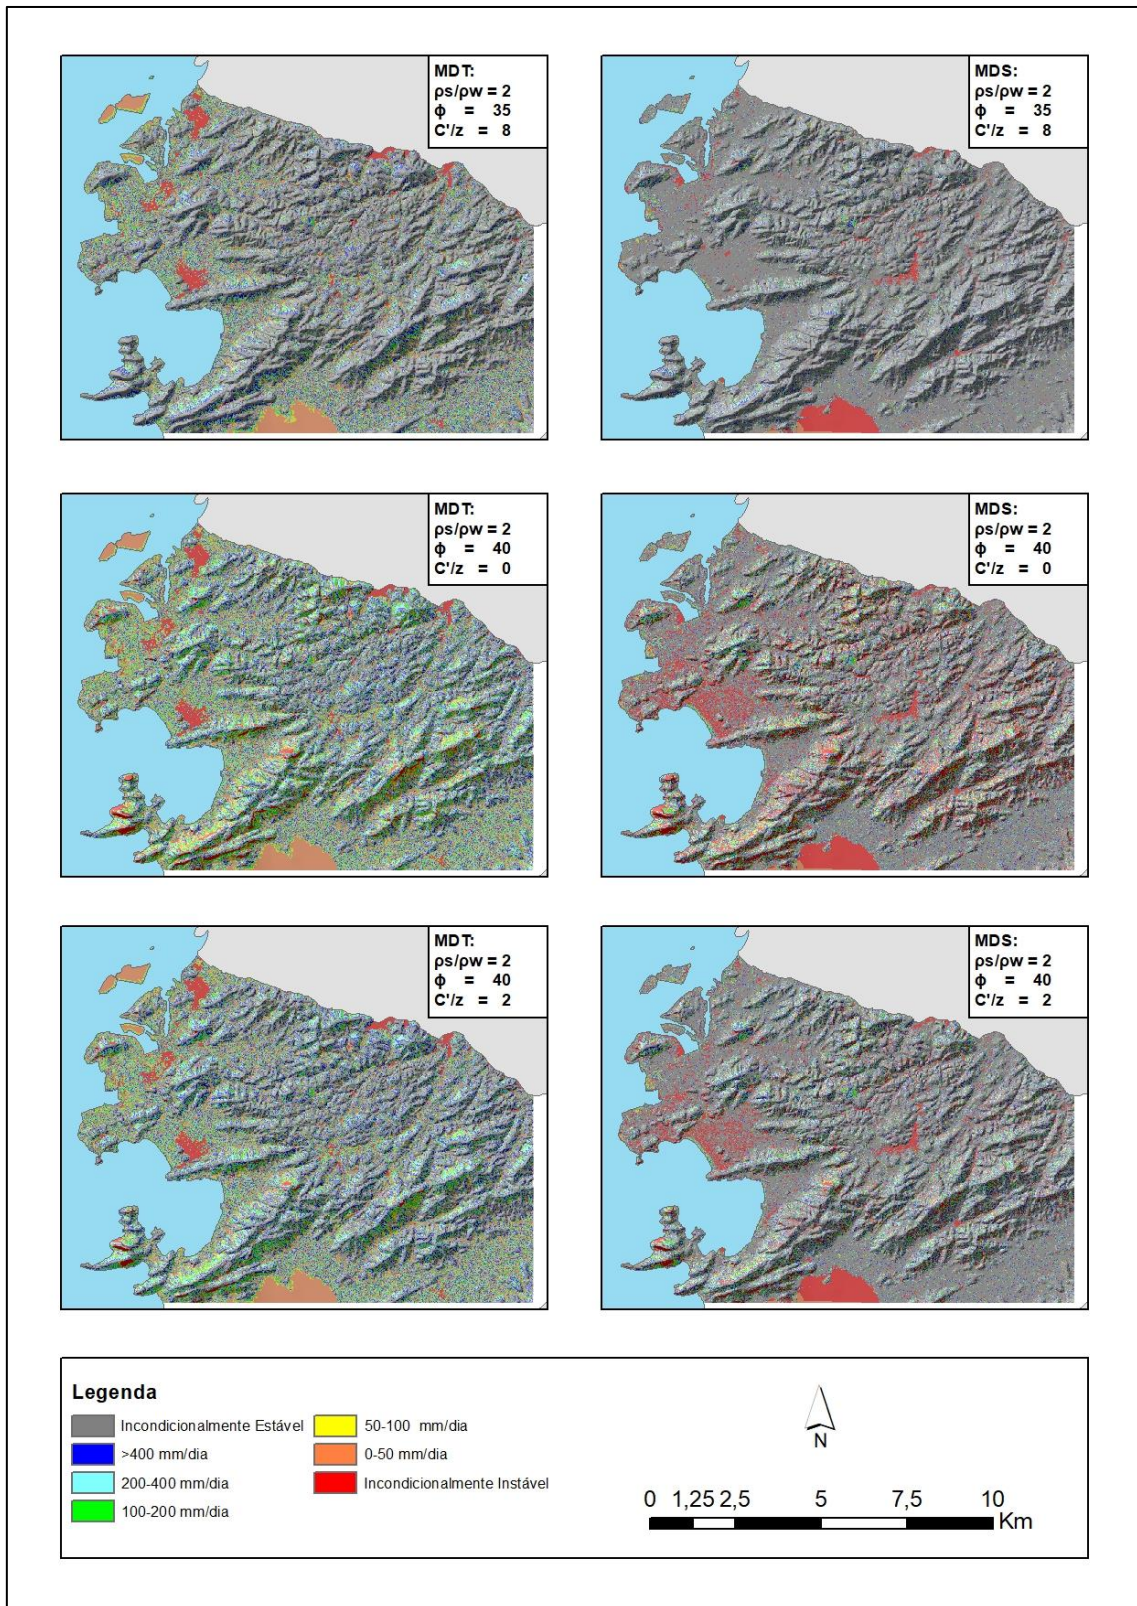 MDT:
ρs/ρw = 2
ϕ = 35
C'/z = 8
MDS:
ρs/ρw = 2
ϕ = 35
C'/z = 8
MDT:
ρs/ρw = 2
ϕ = 40
C'/z = 0
MDS:
ρs/ρw = 2
ϕ = 40
C'/z = 0
MDT:
ρs/ρw = 2
ϕ = 40
C'/z = 2
MDS:
ρs/ρw = 2
ϕ = 40
C'/z = 2
Legenda
Incondicionalmente Estável
>400 mm/dia
200-400 mm/dia
100-200 mm/dia
50-100 mm/dia
0-50 mm/dia
Incondicionalmente Instável
N
0 1,25 2,5 5 7,5 10
Km